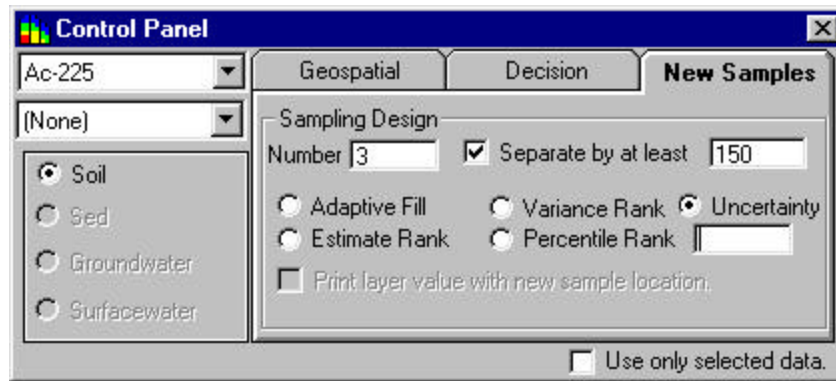 Control Panel
Ac-225
(None)
Soil
Sed
Groundwater
Surfacewater
Geospatial Decision New Samples
Sampling Design
Number 3 Separate by at least 150
Adaptive Fill Variance Rank Uncertainty
Estimate Rank Percentile Rank
Print layer value with new sample location.
Use only selected data.